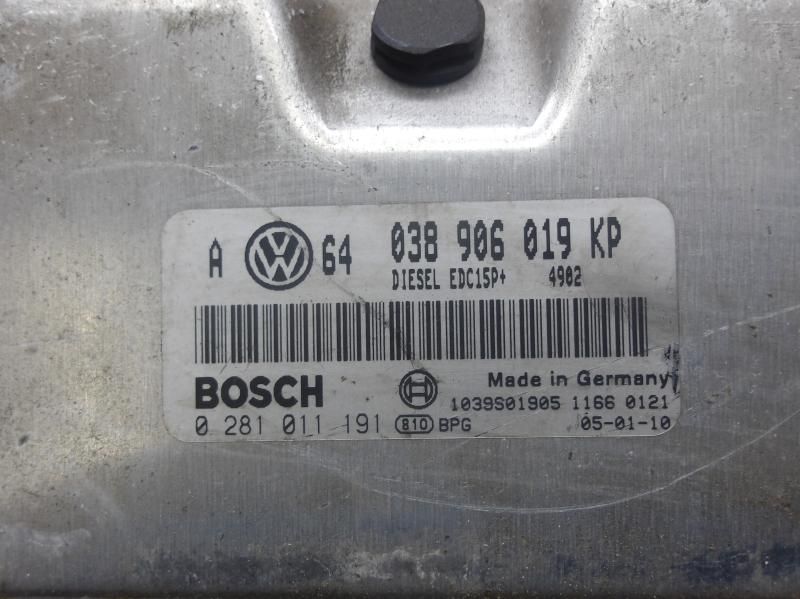 A VW 64 038 906 019 KP
DIESEL EDC15P+ 4902
BOSCH Made in Germany
1039S01905 1166 0121
0 281 011 191 810 BPG 05-01-10